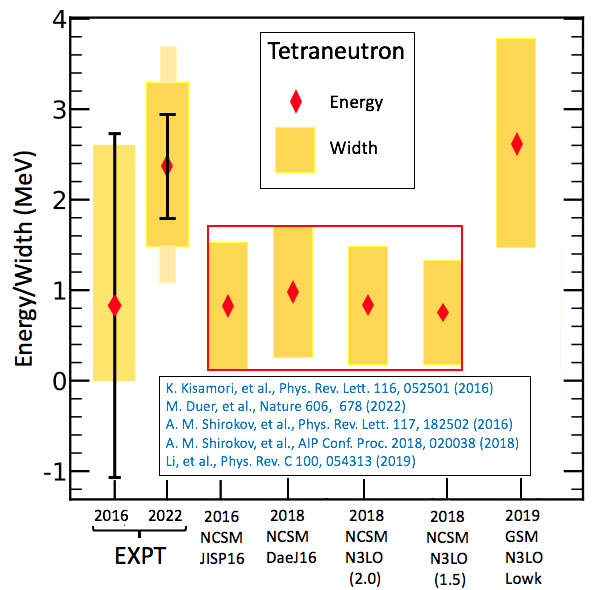 4
3
2
1
0
-1
Energy/Width (MeV)
Tetraneutron
Energy
Width
K. Kisamori, et al., Phys. Rev. Lett. 116, 052501 (2016)
M. Duer, et al., Nature 606, 678 (2022)
A. M. Shirokov, et al., Phys. Rev. Lett. 117, 182502 (2016)
A. M. Shirokov, et al., AIP Conf. Proc. 2018, 020038 (2018)
Li, et al., Phys. Rev. C 100, 054313 (2019)
2016
2022
EXPT
2016
NCSM
JISP16
2018
NCSM
DaeJ16
2018
NCSM
N3LO
(2.0)
2018
NCSM
N3LO
(1.5)
2019
GSM
N3LO
Lowk